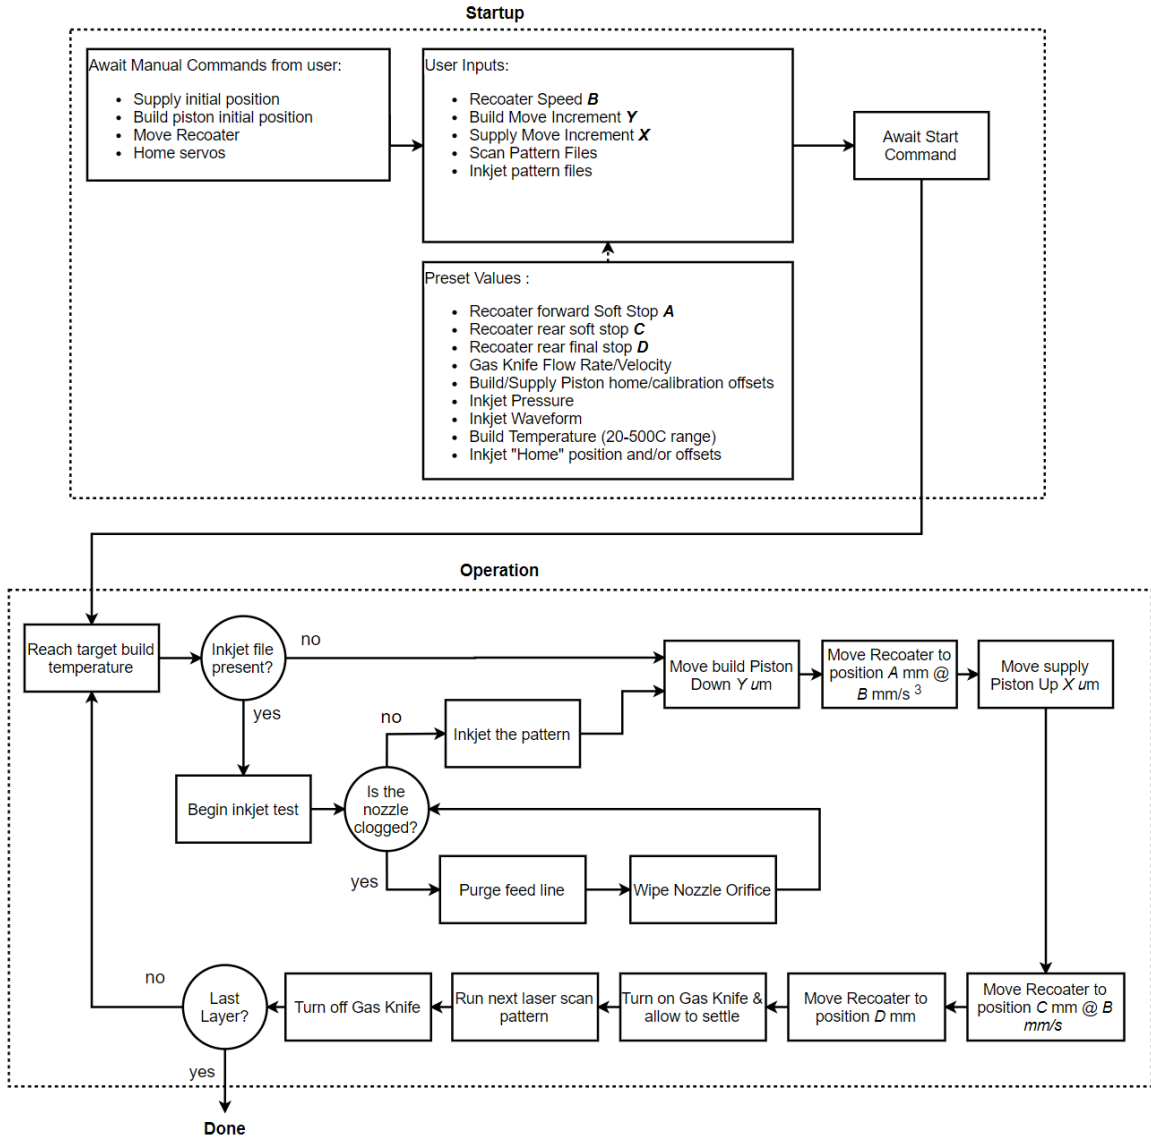 Startup
Await Manual Commands from user:
• Supply initial position
• Build piston initial position
• Move Recoater
• Home servos
User Inputs:
• Recoater Speed B
• Build Move Increment Y
• Supply Move Increment X
• Scan Pattern Files
• Inkjet pattern files
Await Start
Command
Preset Values :
• Recoater forward Soft Stop A
• Recoater rear soft stop C
• Recoater rear final stop D
• Gas Knife Flow Rate/Velocity
• Build/Supply Piston home/calibration offsets
• Inkjet Pressure
• Inkjet Waveform
• Build Temperature (20-500C range)
• Inkjet "Home" position and/or offsets
Operation
Reach target build
temperature
Inkjet file
present?
no
yes
Move build Piston
Down Y um
Move Recoater to
position A mm @
B mm/s 3
Move supply
Piston Up X um
Begin inkjet test
Is the
nozzle
clogged?
no
Inkjet the pattern
yes
Purge feed line
Wipe Nozzle Orifice
Move Recoater to
position C mm @ B
mm/s
Move Recoater to
position D mm
Turn on Gas Knife &
allow to settle
Run next laser scan
pattern
Turn off Gas Knife
Last
Layer?
no
yes
Done